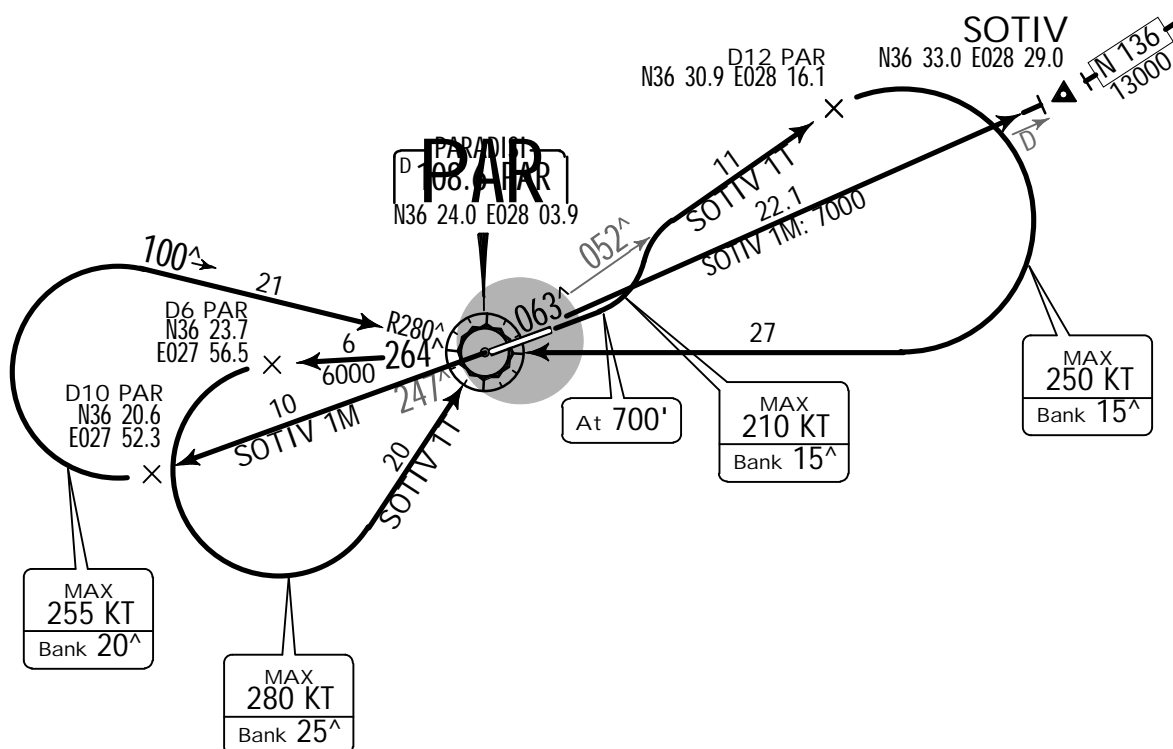 SOTIV
N36 33.0 E028 29.0
N 136
13000
D12 PAR
N36 30.9 E028 16.1
D
PARADISI
D
PAR
108.6 PAR
N36 24.0 E028 03.9
11
SOTIV 1T
22.1
SOTIV 1M: 7000
052^
063^
100^
21
R280^
D6 PAR
N36 23.7
E027 56.5
6
6000
264^
247^
27
D10 PAR
N36 20.6
E027 52.3
10
SOTIV 1M
20
SOTIV 1T
At 700'
MAX
210 KT
Bank 15^
MAX
250 KT
Bank 15^
MAX
255 KT
Bank 20^
MAX
280 KT
Bank 25^